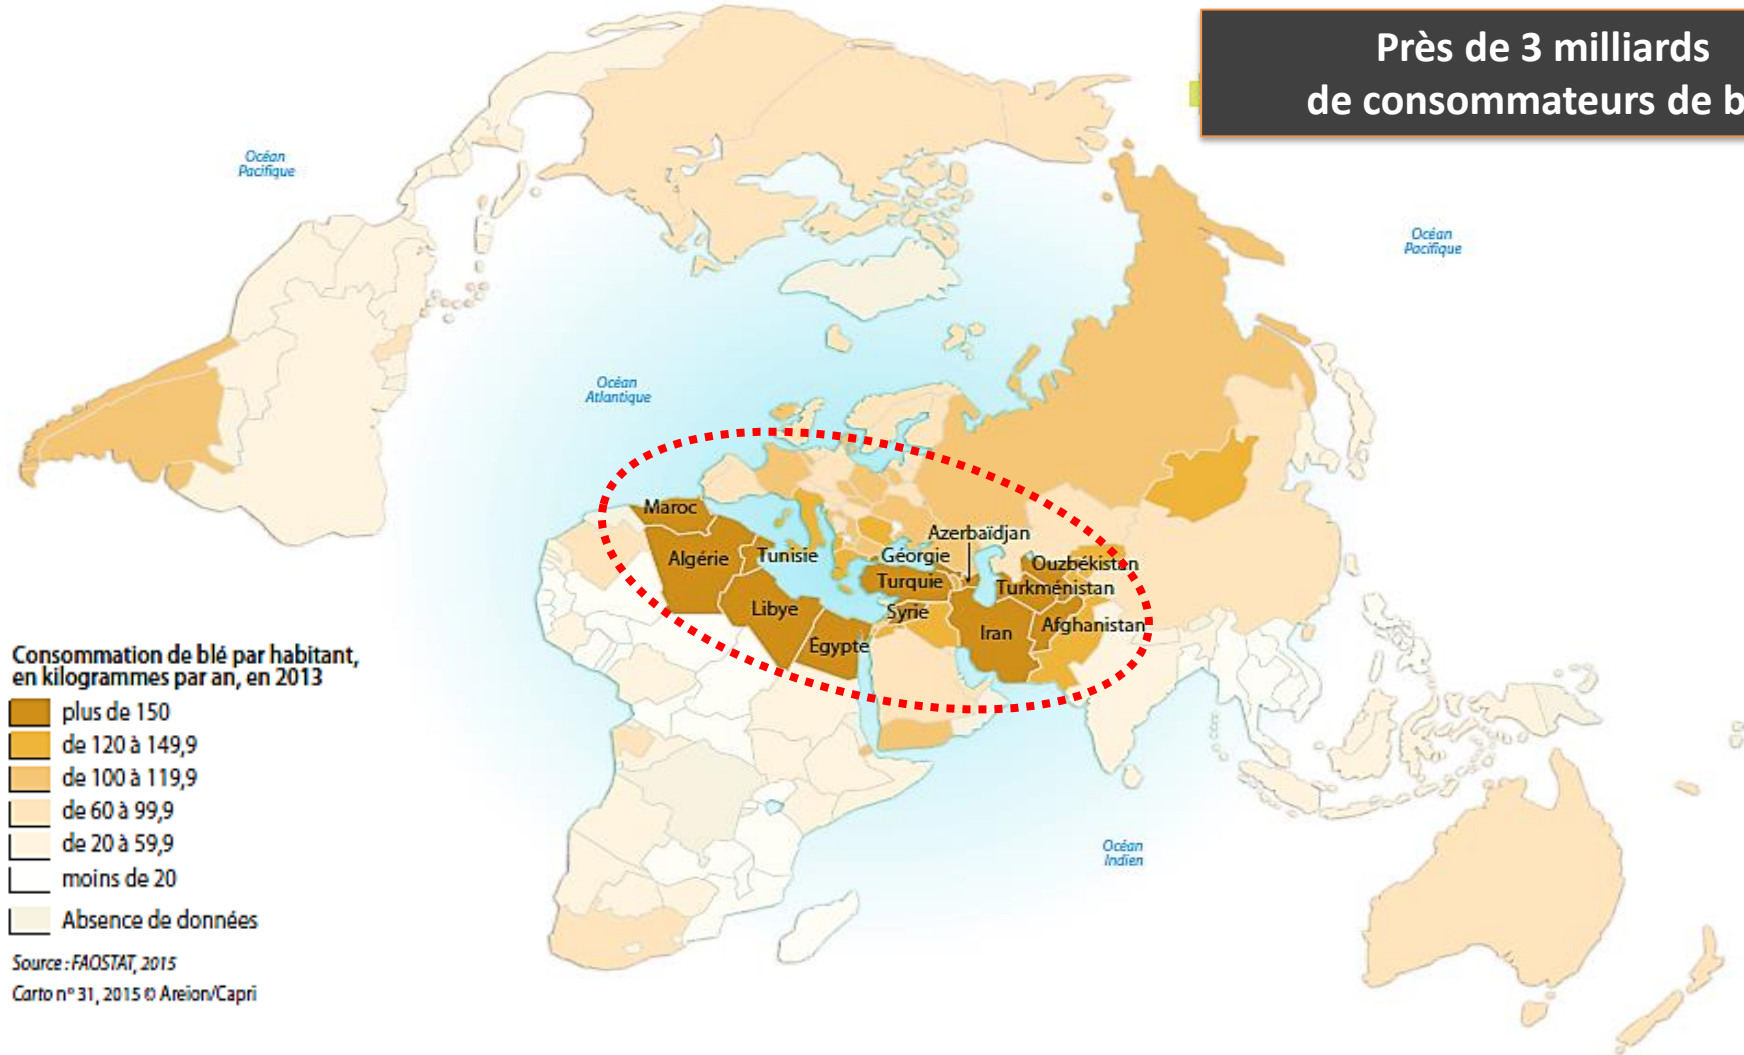 Près de 3 milliards
de consommateurs de b
Océan
Pacifique
Océan
Pacifique
Océan
Atlantique
Maroc
Azerbaïdjan
Algérie
Tunisie
Géorgie
Ouzbékistan
Turquie
Turkménistan
Libye
Syrie
Iran
Afghanistan
Égypte
Consommation de blé par habitant,
en kilogrammes par an, en 2013
plus de 150
de 120 à 149,9
de 100 à 119,9
de 60 à 99,9
de 20 à 59,9
moins de 20
Absence de données
Océan
Indien
Source : FAOSTAT, 2015
Carto nº 31, 2015 © Areion/Capri